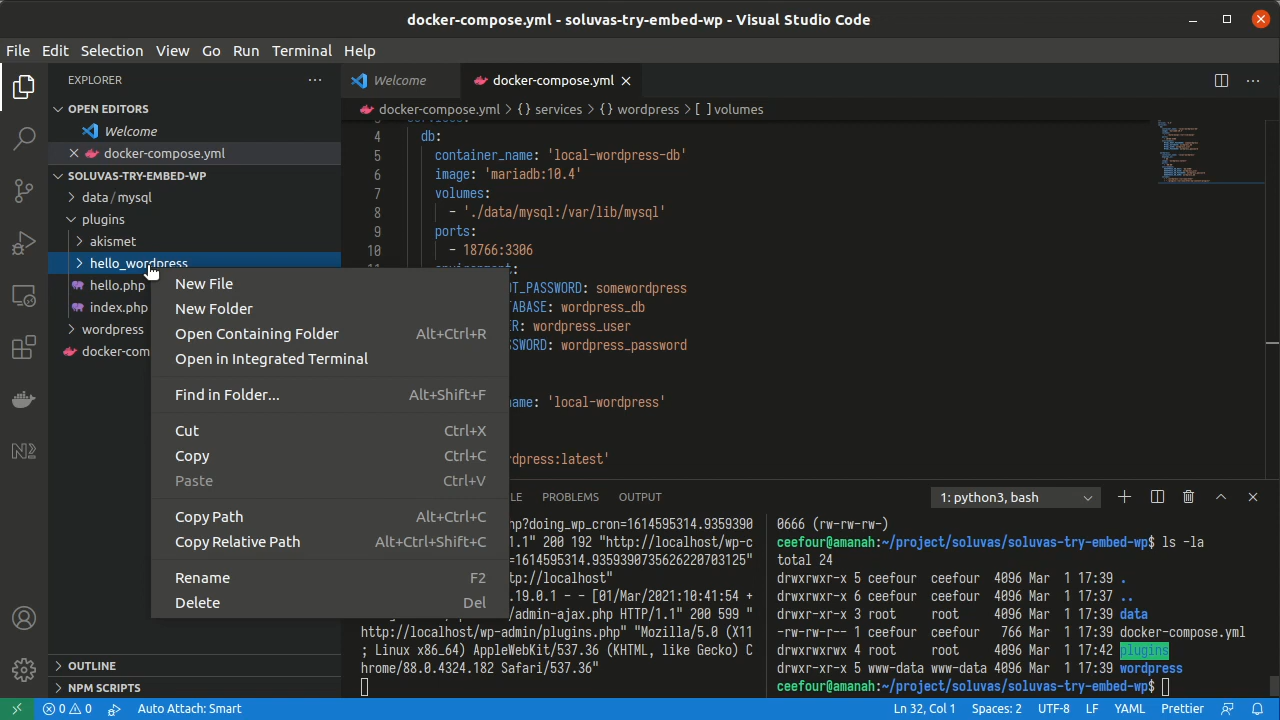 docker-compose.yml - soluvas-try-embed-wp - Visual Studio Code
File Edit Selection View Go Run Terminal Help
EXPLORER
OPEN EDITORS
Welcome
docker-compose.yml
SOLUVAS-TRY-EMBED-WP
data / mysql
plugins
akismet
hello_wordpress
hello.php
index.php
wordpress
docker-com
New File
New Folder
Open Containing Folder Alt+Ctrl+R
Open in Integrated Terminal
Find in Folder... Alt+Shift+F
Cut Ctrl+X
Copy Ctrl+C
Paste Ctrl+V
Copy Path Alt+Ctrl+C
Copy Relative Path Alt+Ctrl+Shift+C
Rename F2
Delete Del
OUTLINE
NPM SCRIPTS
Welcome docker-compose.yml
docker-compose.yml > {} services > {} wordpress > [ ] volumes
4 db:
5 container_name: 'local-wordpress-db'
6 image: 'mariadb:10.4'
7 volumes:
8 - './data/mysql:/var/lib/mysql'
9 ports:
10 - 18766:3306
OT_PASSWORD: somewordpress
TABASE: wordpress_db
ER: wordpress_user
SSWORD: wordpress_password
ame: 'local-wordpress'
dpress:latest'
LE PROBLEMS OUTPUT 1: python3, bash
np?doing_wp_cron=1614595314.9359390
1.1" 200 192 "http://localhost/wp-c
=1614595314.9359390735626220703125"
tp://localhost"
.19.0.1 - - [01/Mar/2021:10:41:54 +
/admin-ajax.php HTTP/1.1" 200 599 "
http://localhost/wp-admin/plugins.php" "Mozilla/5.0 (X11
; Linux x86_64) AppleWebKit/537.36 (KHTML, like Gecko) C
hrome/88.0.4324.182 Safari/537.36"
0666 (rw-rw-rw-)
ceefour@amanah:~/project/soluvas/soluvas-try-embed-wp$ ls -la
total 24
drwxrwxr-x 5 ceefour ceefour 4096 Mar 1 17:39 .
drwxrwxr-x 6 ceefour ceefour 4096 Mar 1 17:37 ..
drwxr-xr-x 3 root root 4096 Mar 1 17:39 data
-rw-rw-r-- 1 ceefour ceefour 766 Mar 1 17:39 docker-compose.yml
drwxrwxrwx 4 root root 4096 Mar 1 17:42 plugins
drwxr-xr-x 5 www-data www-data 4096 Mar 1 17:39 wordpress
ceefour@amanah:~/project/soluvas/soluvas-try-embed-wp$
0 0 Auto Attach: Smart Ln 32, Col 1 Spaces: 2 UTF-8 LF YAML Prettier